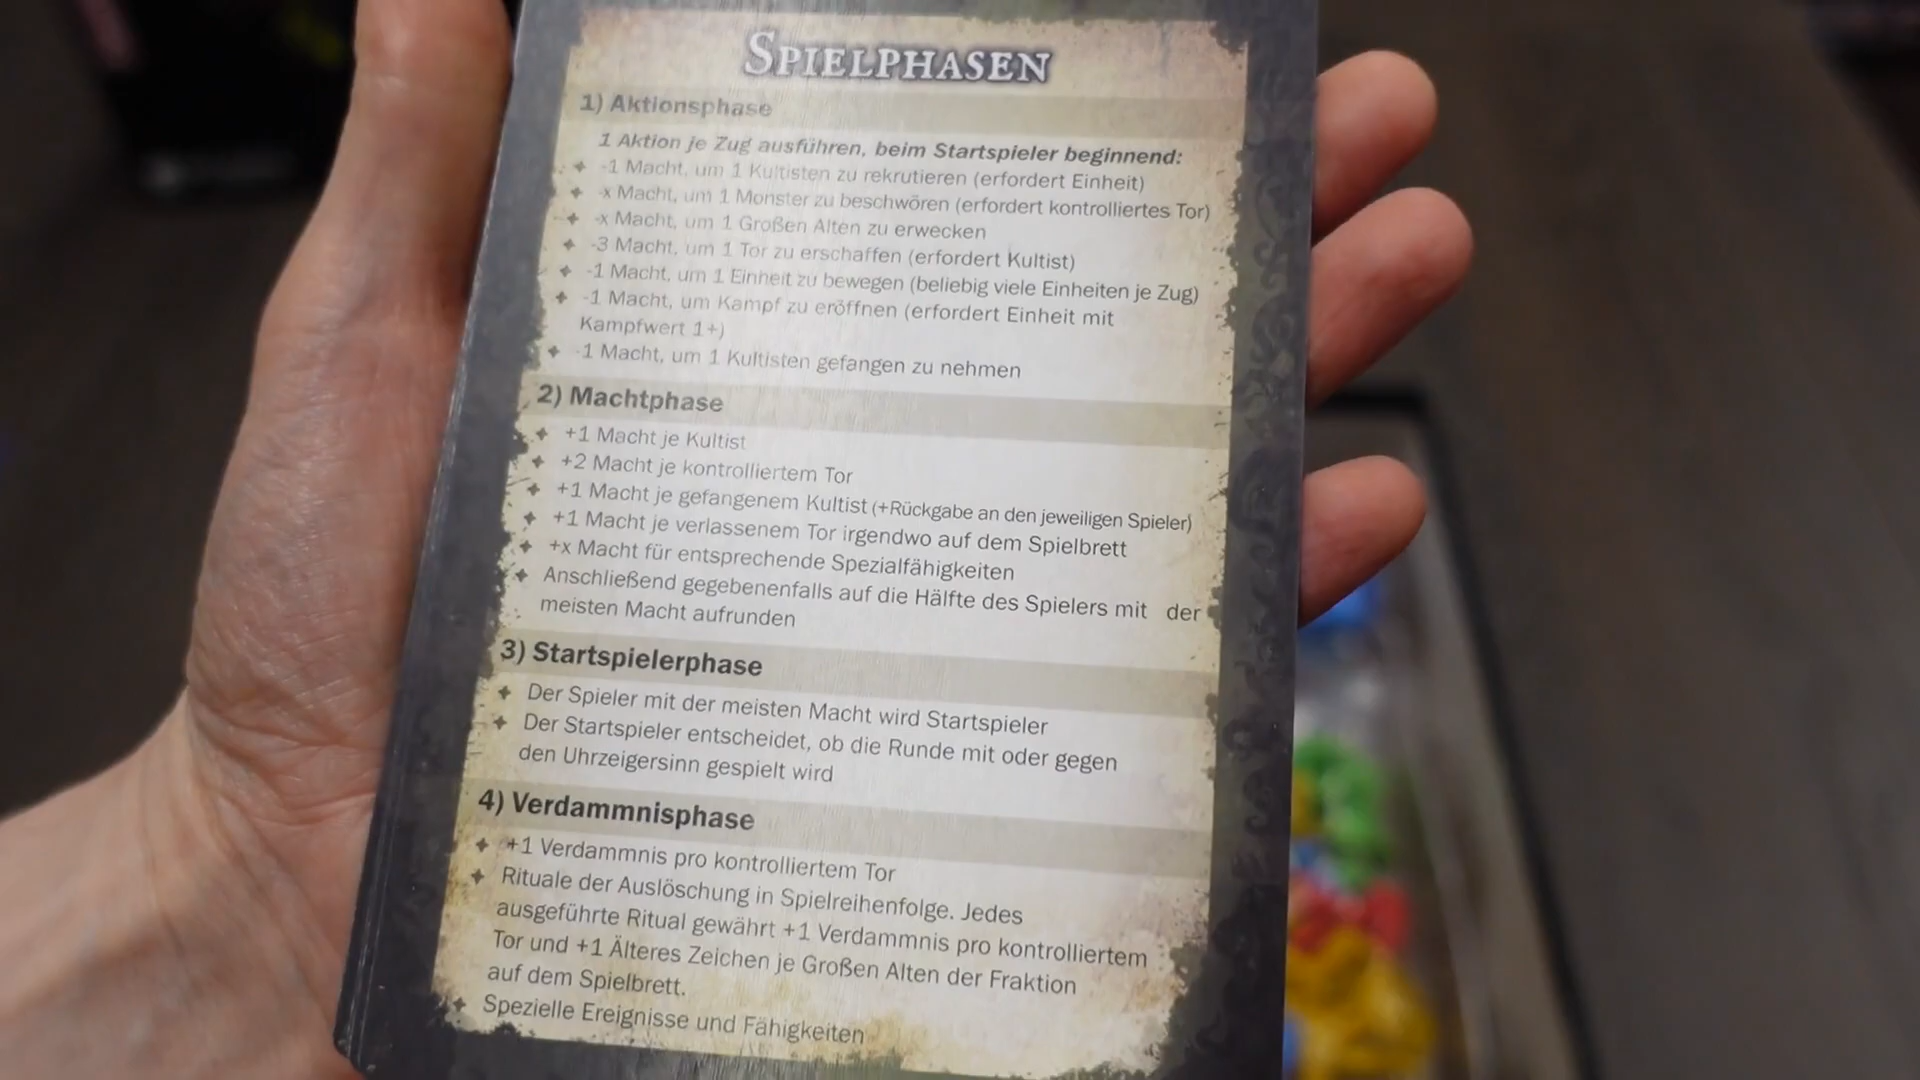 SPIELPHASEN
1) Aktionsphase
1 Aktion je Zug ausführen, beim Startspieler beginnend:
-1 Macht, um 1 Kultisten zu rekrutieren (erfordert Einheit)
-x Macht, um 1 Monster zu beschwören (erfordert kontrolliertes Tor)
-x Macht, um 1 Großen Alten zu erwecken
-3 Macht, um 1 Tor zu erschaffen (erfordert Kultist)
-1 Macht, um 1 Einheit zu bewegen (beliebig viele Einheiten je Zug)
-1 Macht, um Kampf zu eröffnen (erfordert Einheit mit
Kampfwert 1+)
-1 Macht, um 1 Kultisten gefangen zu nehmen
2) Machtphase
+1 Macht je Kultist
+2 Macht je kontrolliertem Tor
+1 Macht je gefangenem Kultist (+Rückgabe an den jeweiligen Spieler)
+1 Macht je verlassenem Tor irgendwo auf dem Spielbrett
+x Macht für entsprechende Spezialfähigkeiten
Anschließend gegebenenfalls auf die Hälfte des Spielers mit der
meisten Macht aufrunden
3) Startspielerphase
Der Spieler mit der meisten Macht wird Startspieler
Der Startspieler entscheidet, ob die Runde mit oder gegen
den Uhrzeigersinn gespielt wird
4) Verdammnisphase
+1 Verdammnis pro kontrolliertem Tor
Rituale der Auslöschung in Spielreihenfolge. Jedes
ausgeführte Ritual gewährt +1 Verdammnis pro kontrolliertem
Tor und +1 Älteres Zeichen je Großen Alten der Fraktion
auf dem Spielbrett.
Spezielle Ereignisse und Fähigkeiten